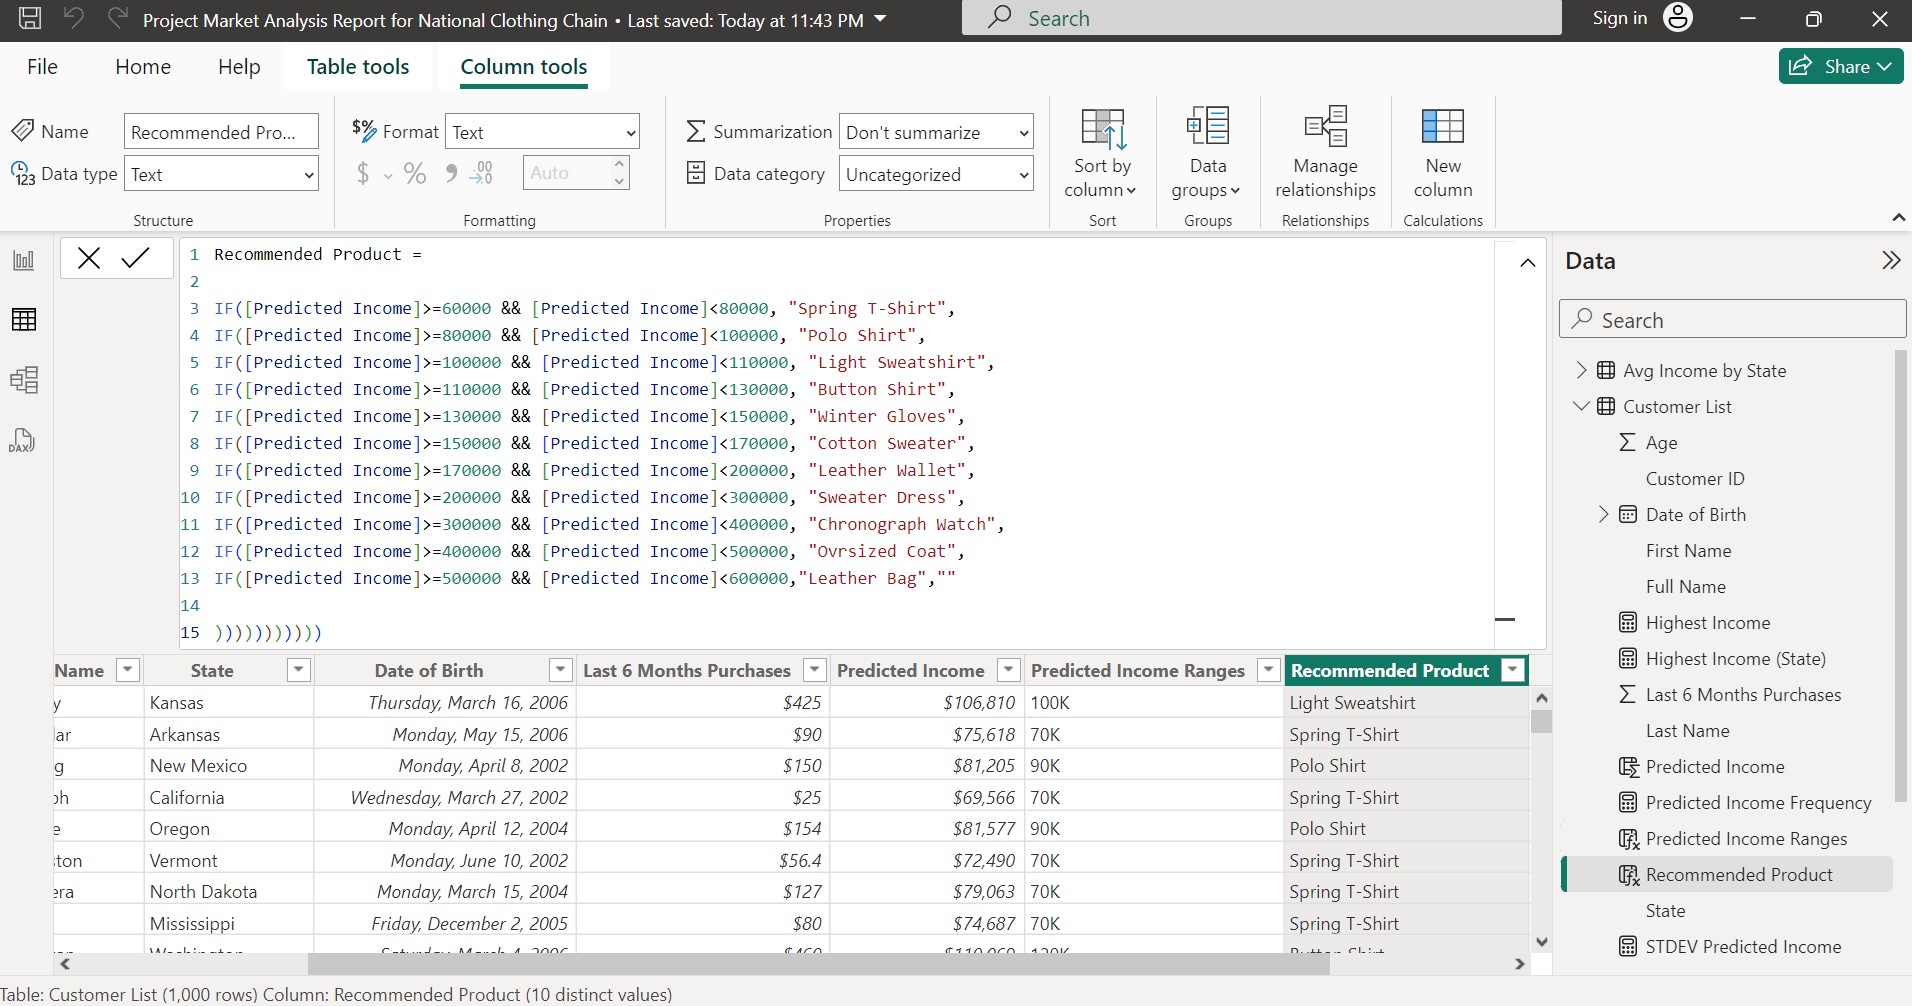 Project Market Analysis Report for National Clothing Chain • Last saved: Today at 11:43 PM
Search
Sign in
File
Home
Help
Table tools
Column tools
Share
Name
Recommended Pro...
Data type
Text
Structure
Format
Text
$ % 9 .00
Auto
Formatting
Summarization
Don't summarize
Data category
Uncategorized
Properties
Sort by
column
Sort
Data
groups
Groups
Manage
relationships
Relationships
New
column
Calculations
1 Recommended Product =
2
3 IF([Predicted Income]>=60000 && [Predicted Income]<80000, "Spring T-Shirt",
4 IF([Predicted Income]>=80000 && [Predicted Income]<100000, "Polo Shirt",
5 IF([Predicted Income]>=100000 && [Predicted Income]<110000, "Light Sweatshirt",
6 IF([Predicted Income]>=110000 && [Predicted Income]<130000, "Button Shirt",
7 IF([Predicted Income]>=130000 && [Predicted Income]<150000, "Winter Gloves",
8 IF([Predicted Income]>=150000 && [Predicted Income]<170000, "Cotton Sweater",
9 IF([Predicted Income]>=170000 && [Predicted Income]<200000, "Leather Wallet",
10 IF([Predicted Income]>=200000 && [Predicted Income]<300000, "Sweater Dress",
11 IF([Predicted Income]>=300000 && [Predicted Income]<400000, "Chronograph Watch",
12 IF([Predicted Income]>=400000 && [Predicted Income]<500000, "Ovrsized Coat",
13 IF([Predicted Income]>=500000 && [Predicted Income]<600000,"Leather Bag",""
14
15 )))))))))))
DAX
Name State Date of Birth Last 6 Months Purchases Predicted Income Predicted Income Ranges Recommended Product
y Kansas Thursday, March 16, 2006 $425 $106,810 100K Light Sweatshirt
lar Arkansas Monday, May 15, 2006 $90 $75,618 70K Spring T-Shirt
g New Mexico Monday, April 8, 2002 $150 $81,205 90K Polo Shirt
ph California Wednesday, March 27, 2002 $25 $69,566 70K Spring T-Shirt
e Oregon Monday, April 12, 2004 $154 $81,577 90K Polo Shirt
ton Vermont Monday, June 10, 2002 $56.4 $72,490 70K Spring T-Shirt
era North Dakota Monday, March 15, 2004 $127 $79,063 70K Spring T-Shirt
Mississippi Friday, December 2, 2005 $80 $74,687 70K Spring T-Shirt
Table: Customer List (1,000 rows) Column: Recommended Product (10 distinct values)
Data
Search
Avg Income by State
Customer List
Age
Customer ID
Date of Birth
First Name
Full Name
Highest Income
Highest Income (State)
Last 6 Months Purchases
Last Name
Predicted Income
Predicted Income Frequency
Predicted Income Ranges
Recommended Product
State
STDEV Predicted Income